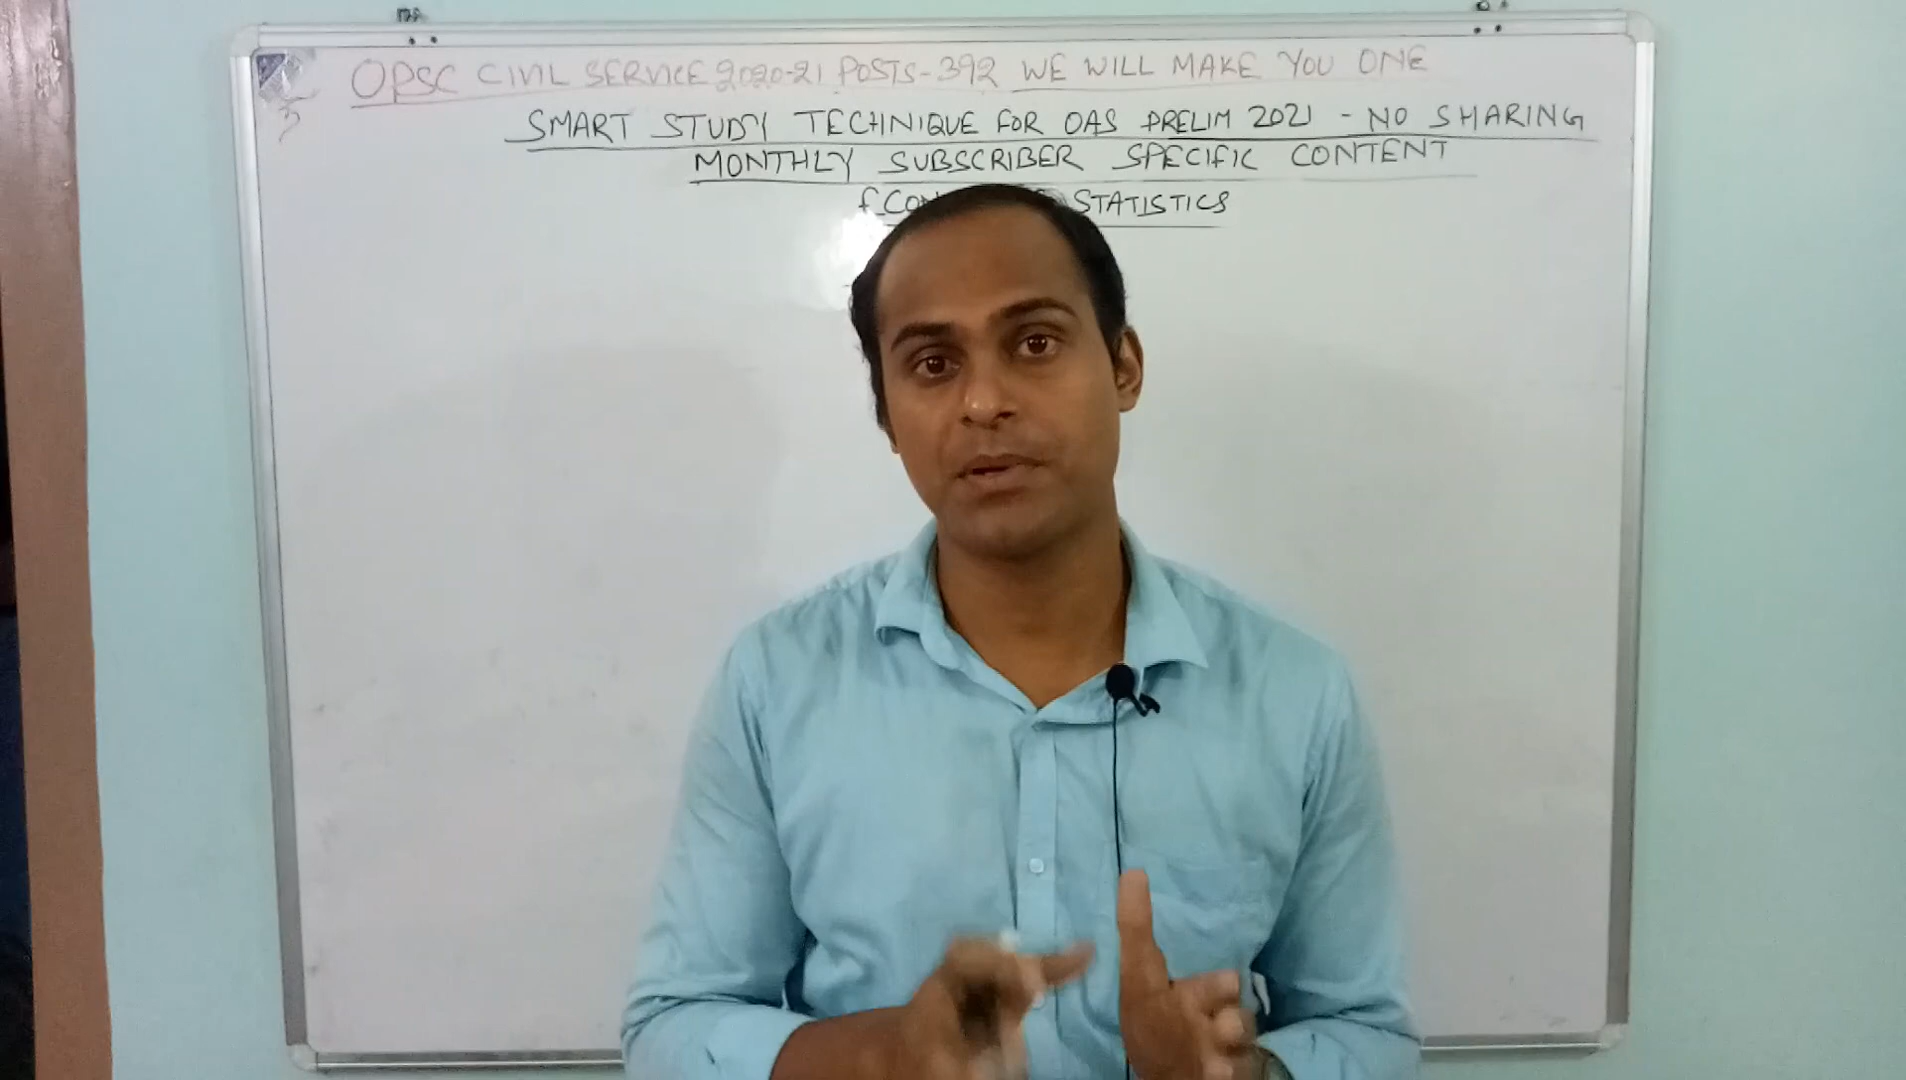 OPSC CIVIL SERVICE 2020-21 POSTS-392 WE WILL MAKE YOU ONE
SMART STUDY TECHNIQUE FOR OAS PRELIM 2021 - NO SHARING
MONTHLY SUBSCRIBER SPECIFIC CONTENT
STATISTICS